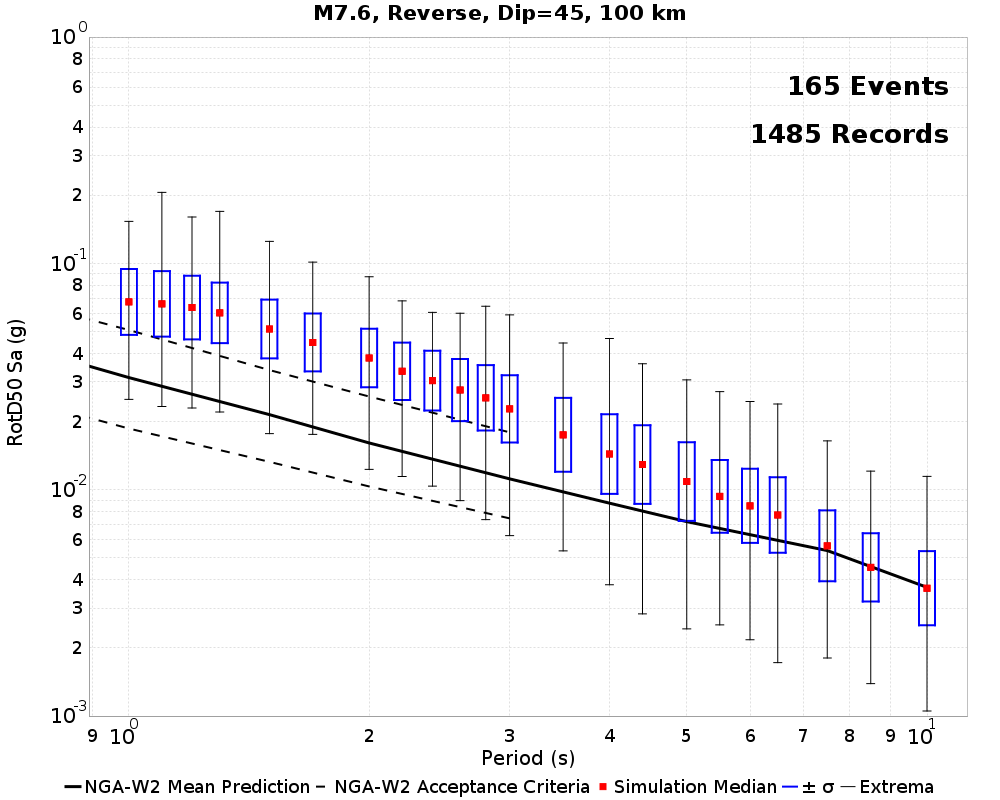 M7.6, Reverse, Dip=45, 100 km
165 Events
1485 Records
RotD50 Sa (g)
10^0
8
6
4
3
2
10^-1
8
6
4
3
2
10^-2
8
6
4
3
2
10^-3
9 10^0 2 3 4 5 6 7 8 9 10^1
Period (s)
NGA-W2 Mean Prediction NGA-W2 Acceptance Criteria Simulation Median ± σ Extrema